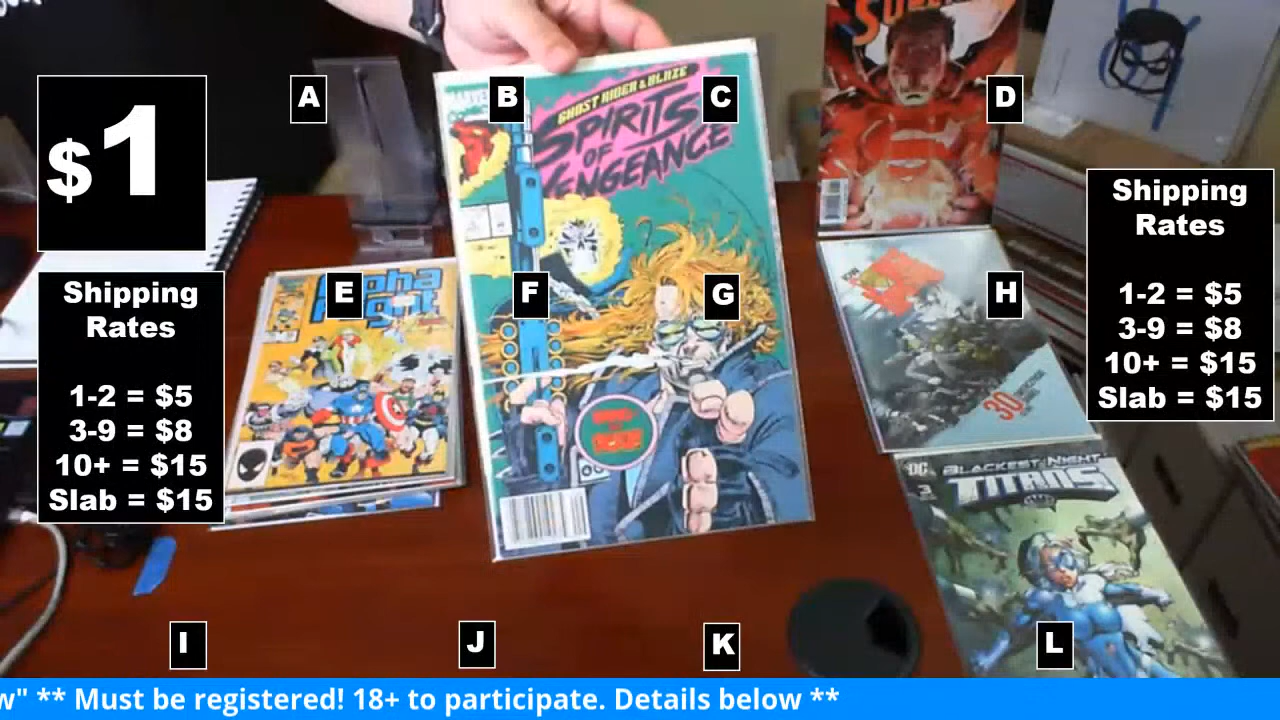 $1
Shipping
Rates
1-2 = $5
3-9 = $8
10+ = $15
Slab = $15
A
B
C
D
E
F
G
H
I
J
K
L
MARVEL
COMICS
GHOST RIDER & BLAZE
SPIRITS
OF
VENGEANCE
Alpha
Flight
SUPER
30
DC
BLACKEST NIGHT
TITANS
3
Shipping
Rates
1-2 = $5
3-9 = $8
10+ = $15
Slab = $15
w" ** Must be registered! 18+ to participate. Details below **